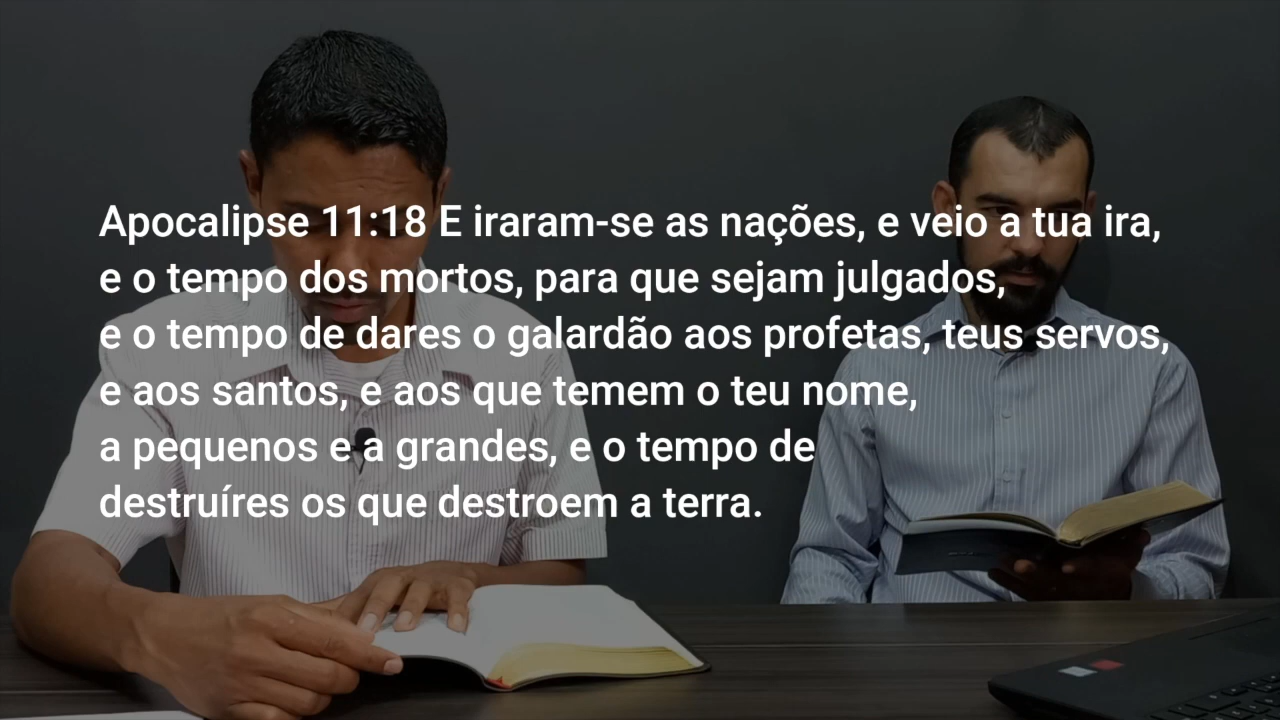 Apocalipse 11:18 E iraram-se as nações, e veio a tua ira,
e o tempo dos mortos, para que sejam julgados,
e o tempo de dares o galardão aos profetas, teus servos,
e aos santos, e aos que temem o teu nome,
a pequenos e a grandes, e o tempo de
destruíres os que destroem a terra.